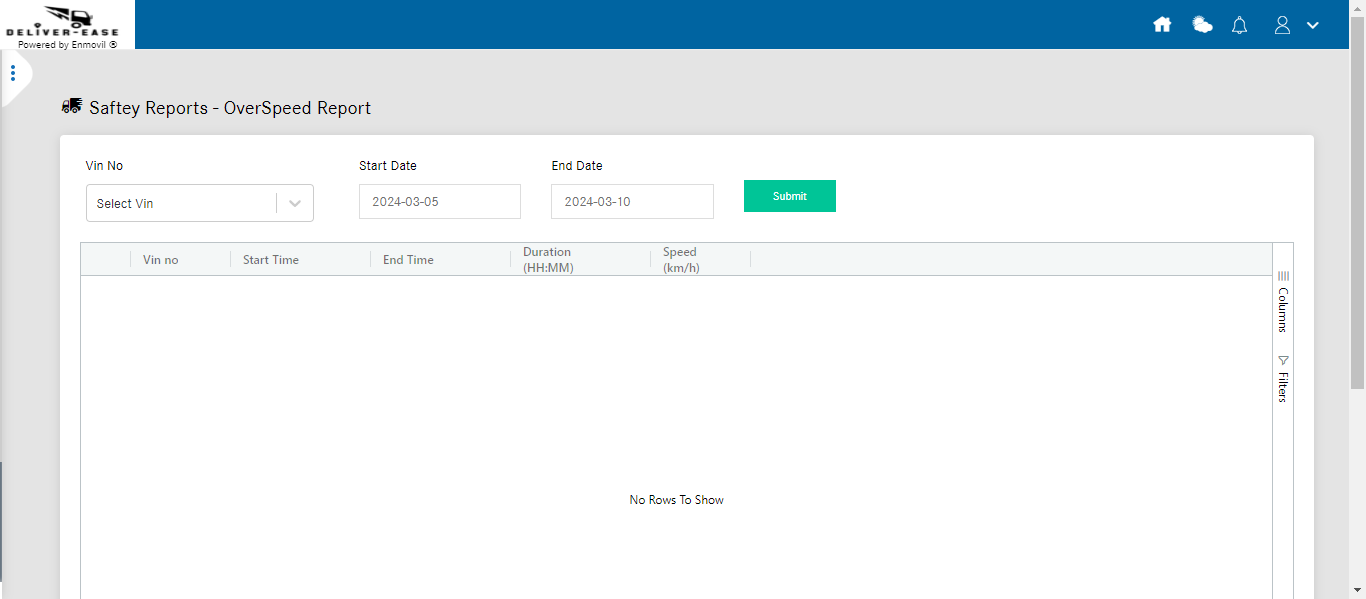 DELIVER-EASE
Powered by Enmovil ®
Saftey Reports - OverSpeed Report
Vin No
Start Date
End Date
Select Vin
2024-03-05
2024-03-10
Submit
Vin no
Start Time
End Time
Duration
(HH:MM)
Speed
(km/h)
Columns
Filters
No Rows To Show